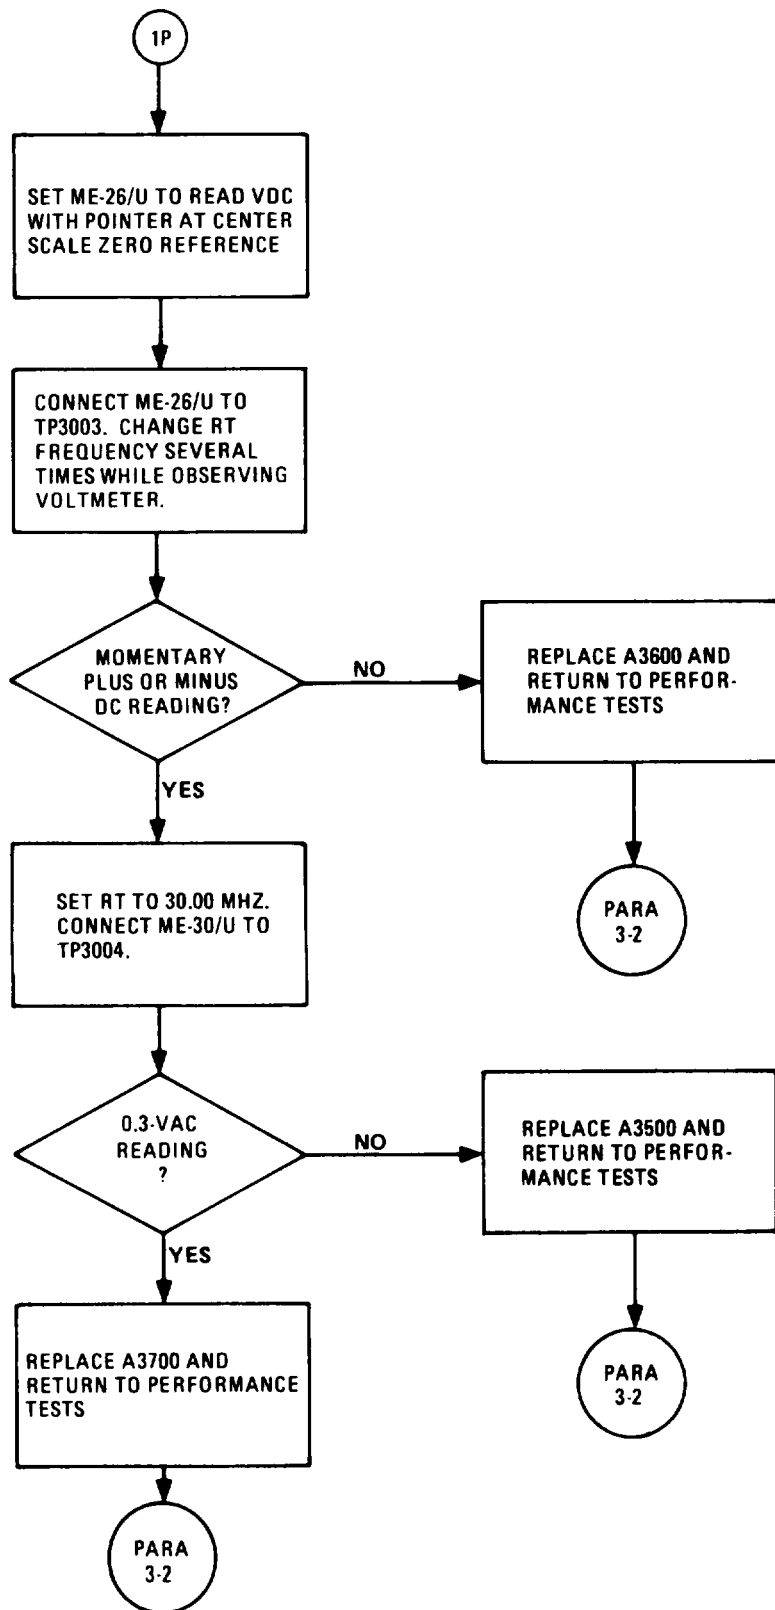 1P
SET ME-26/U TO READ VDC
WITH POINTER AT CENTER
SCALE ZERO REFERENCE
CONNECT ME-26/U TO
TP3003. CHANGE RT
FREQUENCY SEVERAL
TIMES WHILE OBSERVING
VOLTMETER.
MOMENTARY
PLUS OR MINUS
DC READING?
NO
REPLACE A3600 AND
RETURN TO PERFOR-
MANCE TESTS
PARA
3-2
YES
SET RT TO 30.00 MHZ.
CONNECT ME-30/U TO
TP3004.
0.3-VAC
READING
?
NO
REPLACE A3500 AND
RETURN TO PERFOR-
MANCE TESTS
PARA
3-2
YES
REPLACE A3700 AND
RETURN TO PERFORMANCE
TESTS
PARA
3-2